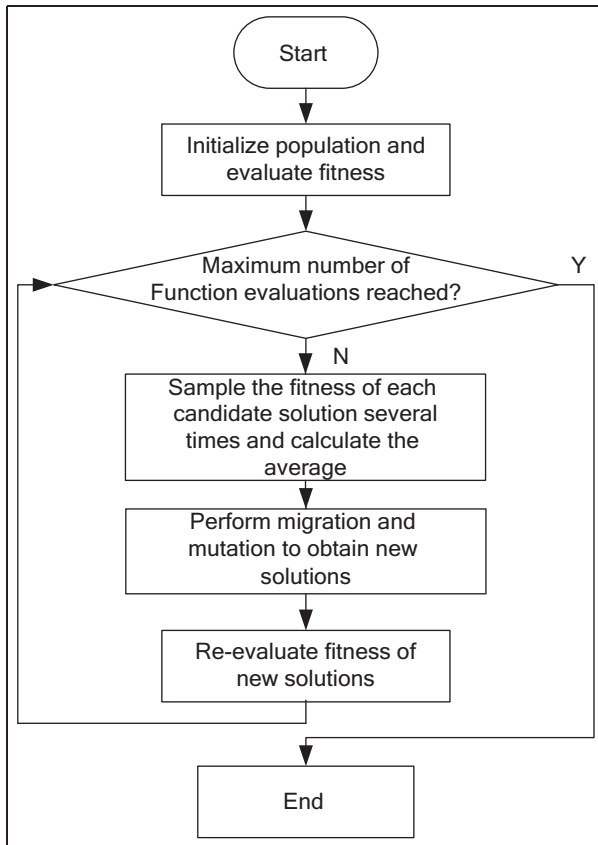 Start
Initialize population and
evaluate fitness
Maximum number of
Function evaluations reached?
Y
N
Sample the fitness of each
candidate solution several
times and calculate the
average
Perform migration and
mutation to obtain new
solutions
Re-evaluate fitness of
new solutions
End